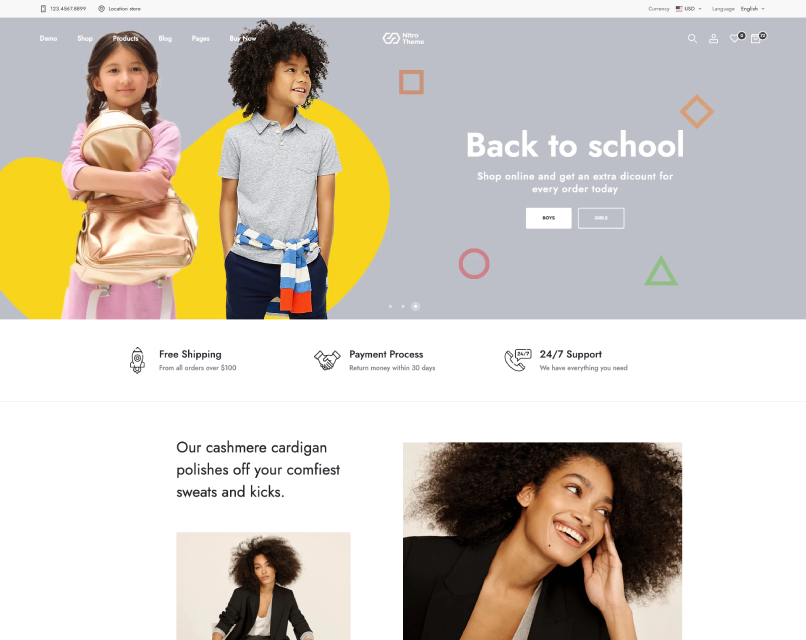 123.4567.8899
Location store
Currency
USD
Language
English
Demo
Shop
Products
Blog
Pages
Buy Now
Nitro
Theme
0
Back to school
Shop online and get an extra dicount for
every order today
BOYS
GIRLS
Free Shipping
From all orders over $100
Payment Process
Return money within 30 days
24/7
24/7 Support
We have everything you need
Our cashmere cardigan
polishes off your comfiest
sweats and kicks.